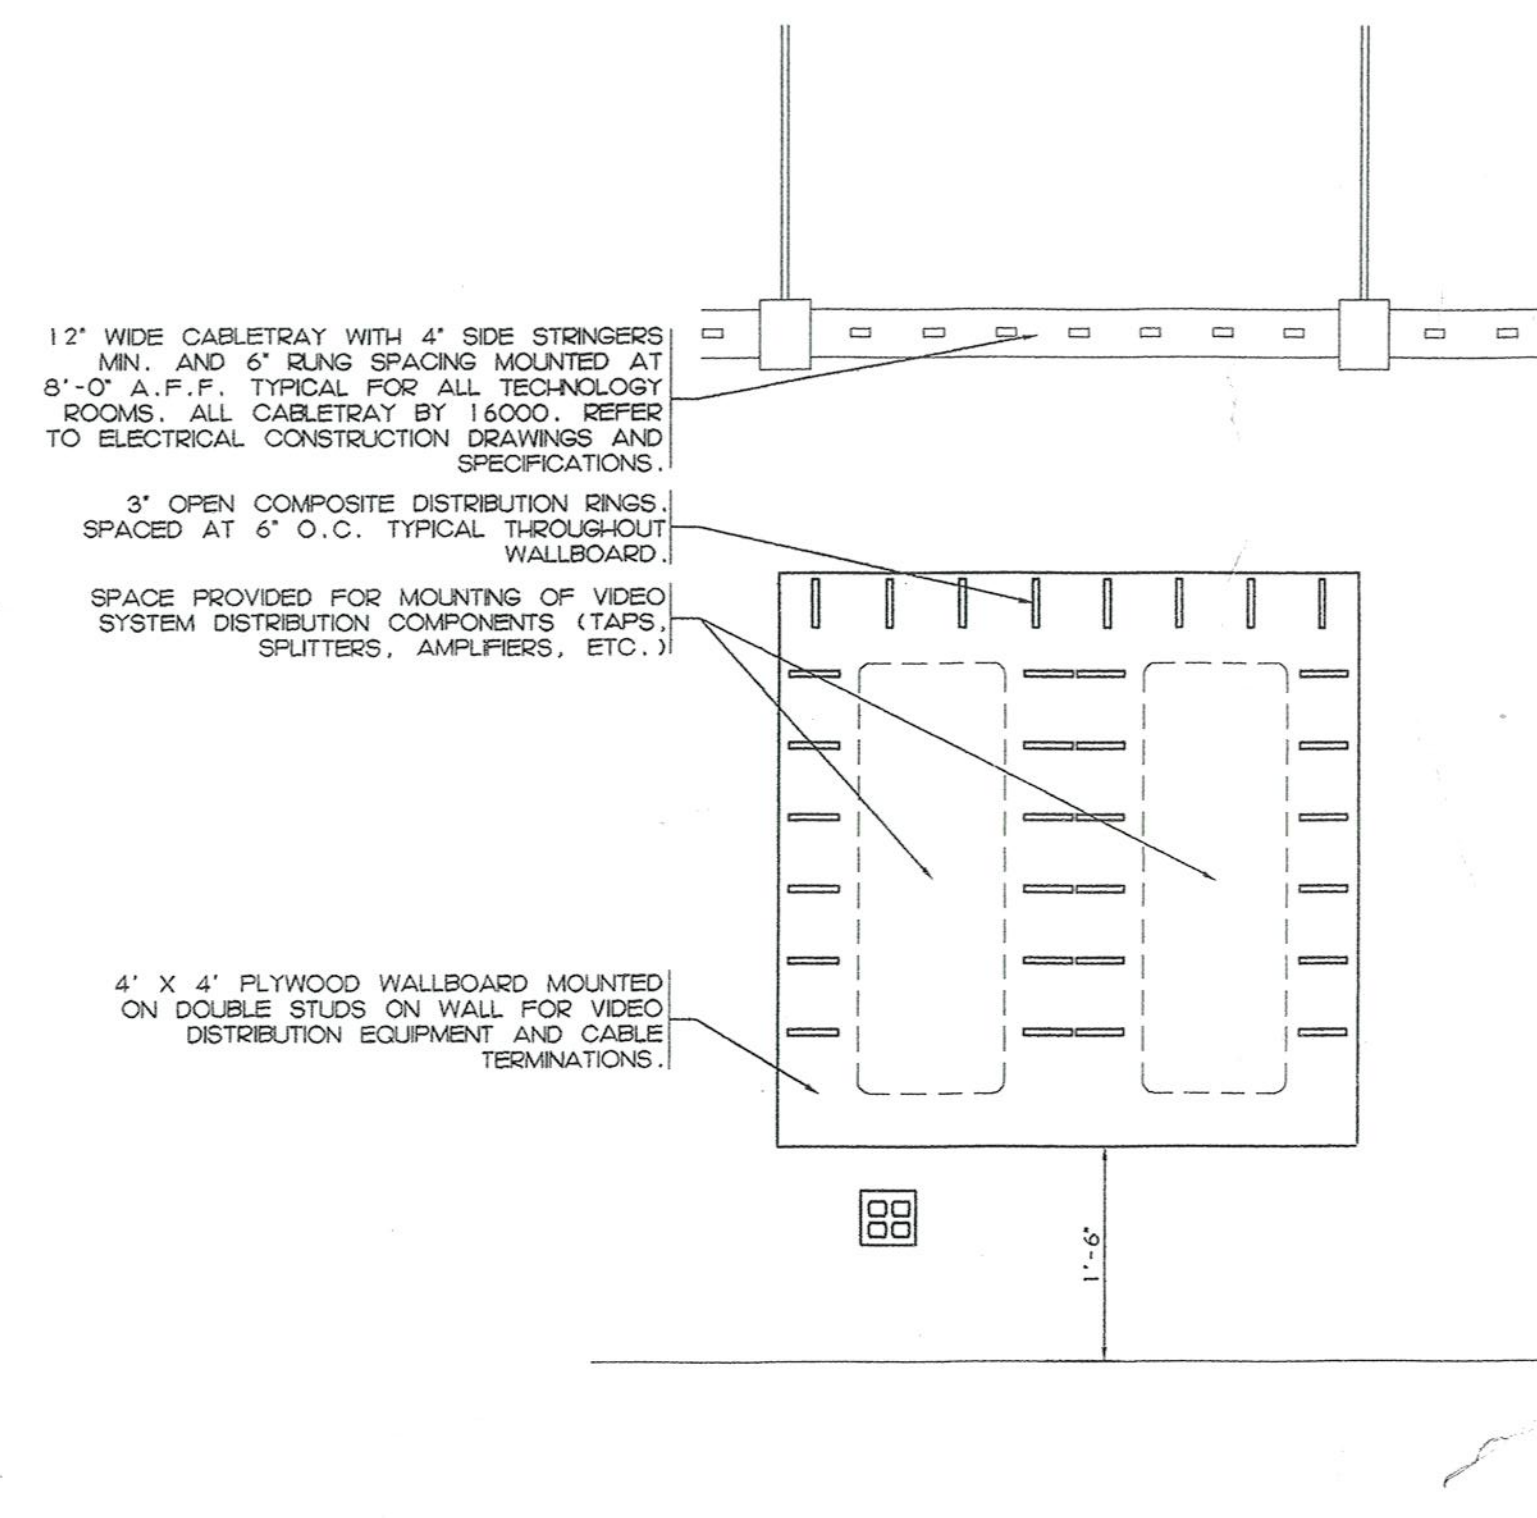 12" WIDE CABLETRAY WITH 4" SIDE STRINGERS
MIN. AND 6" RUNG SPACING MOUNTED AT
8'-0" A.F.F. TYPICAL FOR ALL TECHNOLOGY
ROOMS. ALL CABLETRAY BY 16000. REFER
TO ELECTRICAL CONSTRUCTION DRAWINGS AND
SPECIFICATIONS.
3" OPEN COMPOSITE DISTRIBUTION RINGS.
SPACED AT 6" O.C. TYPICAL THROUGHOUT
WALLBOARD.
SPACE PROVIDED FOR MOUNTING OF VIDEO
SYSTEM DISTRIBUTION COMPONENTS (TAPS,
SPLITTERS, AMPLIFIERS, ETC.)
4' X 4' PLYWOOD WALLBOARD MOUNTED
ON DOUBLE STUDS ON WALL FOR VIDEO
DISTRIBUTION EQUIPMENT AND CABLE
TERMINATIONS.
1'-6"